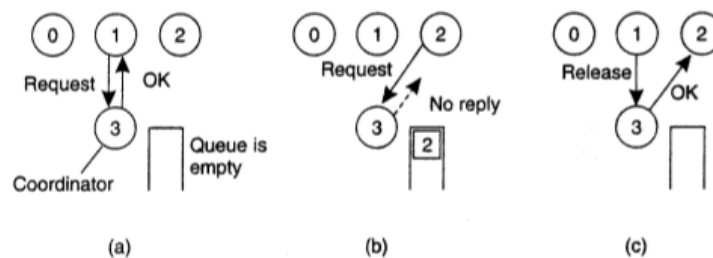 0 1 2
Request OK
3
Queue is
empty
Coordinator
(a)
0 1 2
Request
No reply
3
2
(b)
0 1 2
Release
OK
3
(c)